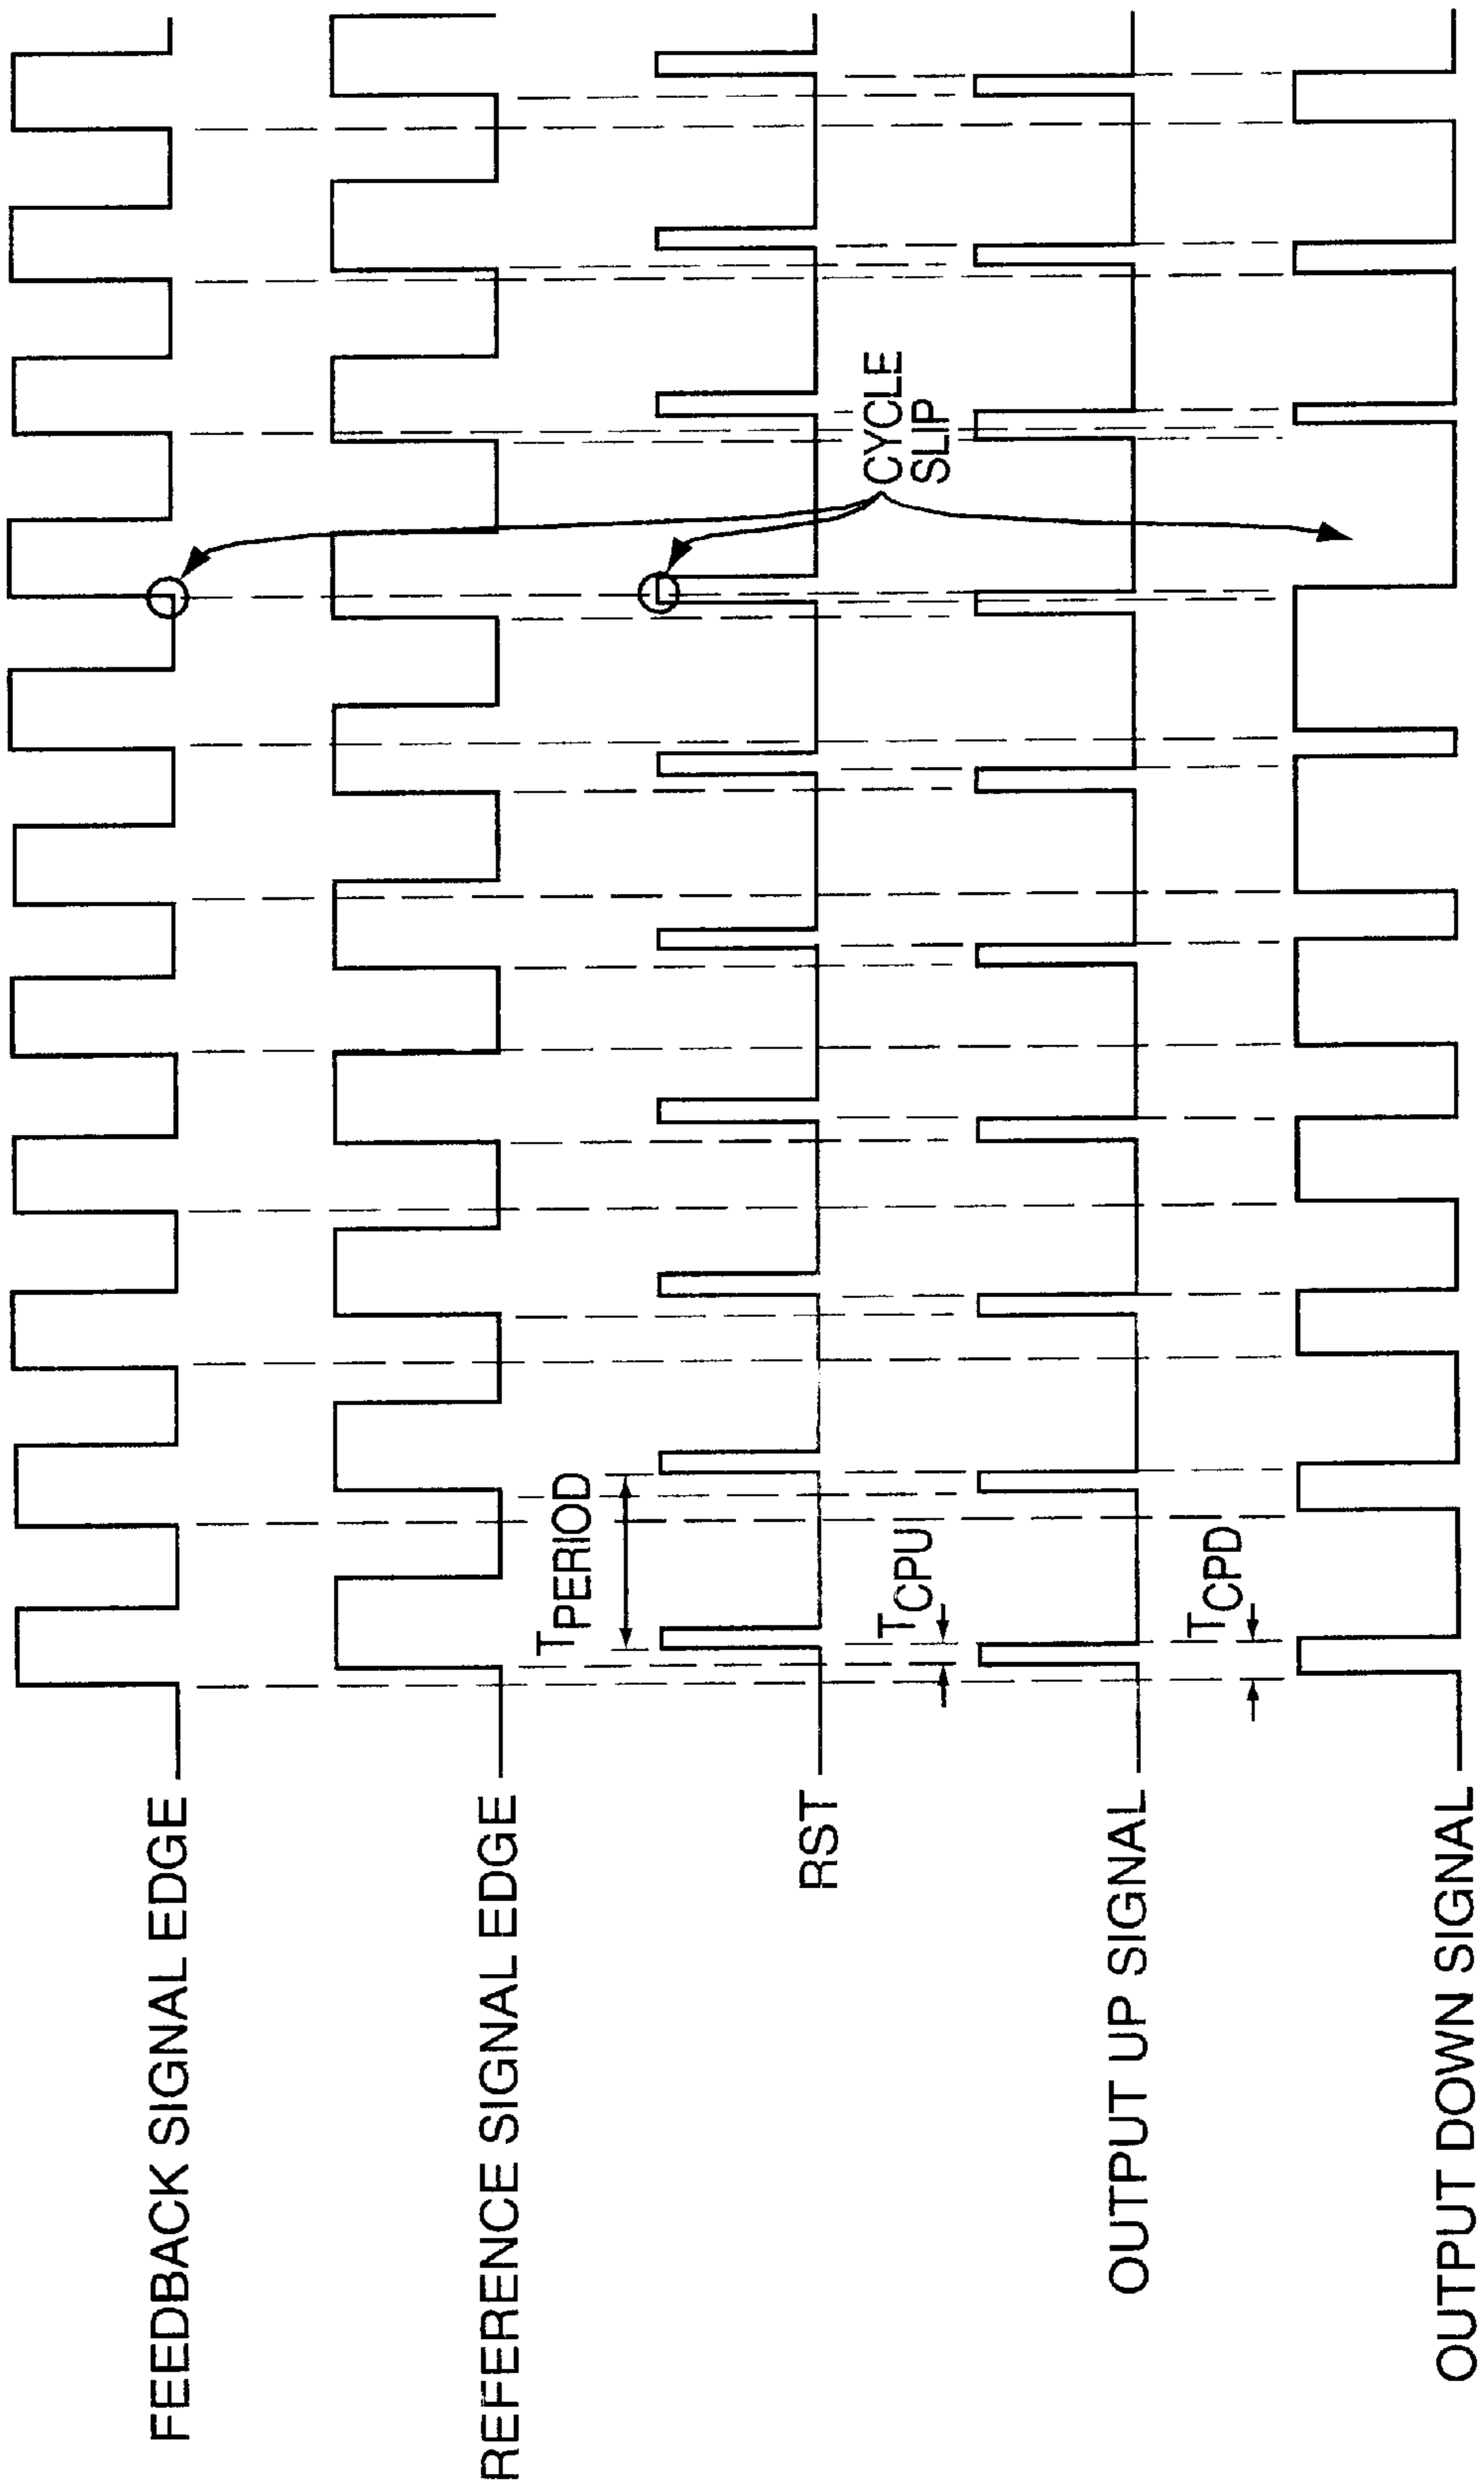 FEEDBACK SIGNAL EDGE
REFERENCE SIGNAL EDGE
TPERIOD
RST
CYCLE
SLIP
TCPU
OUTPUT UP SIGNAL
TCPD
OUTPUT DOWN SIGNAL